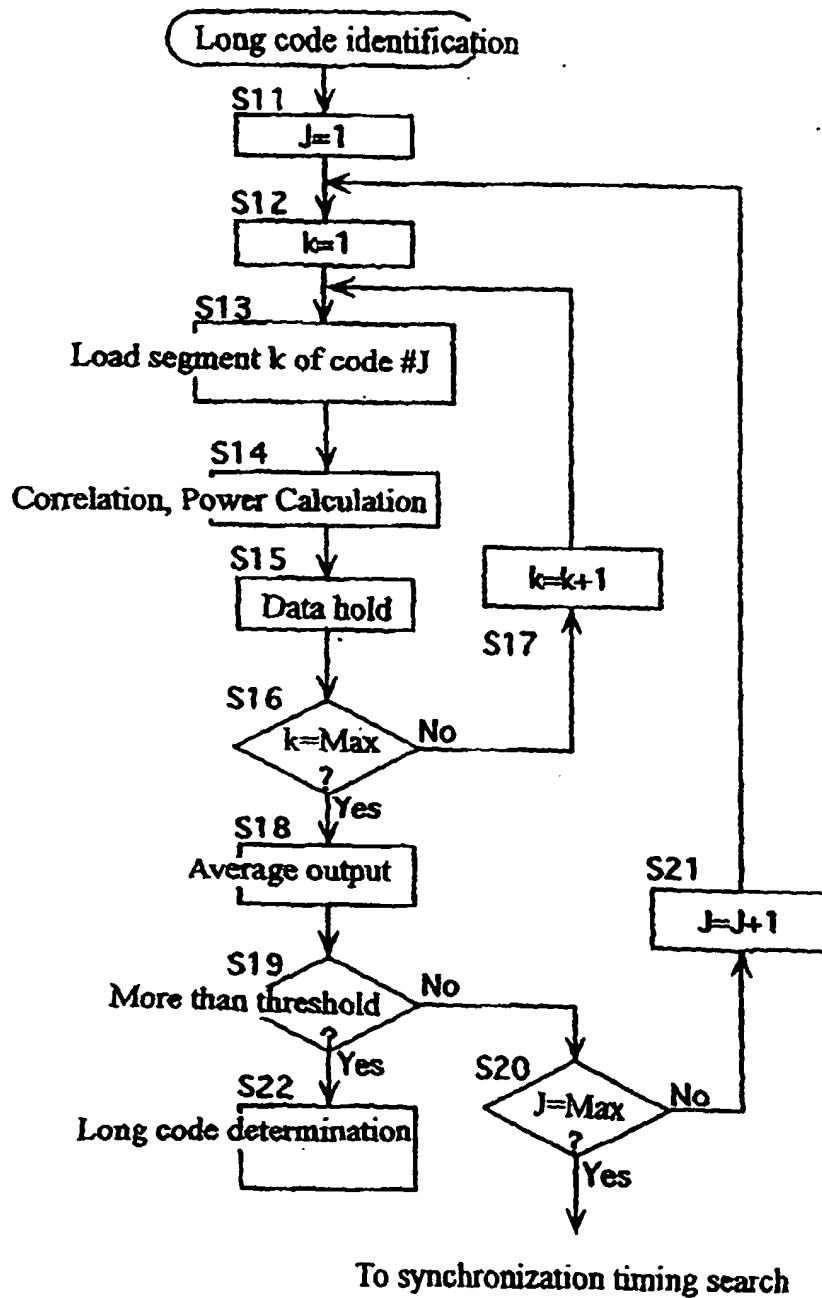 Long code identification
S11
J=1
S12
k=1
S13
Load segment k of code #J
S14
Correlation, Power Calculation
S15
Data hold
k=k+1
S17
S16
k=Max
?
No
Yes
S18
Average output
S21
J=J+1
S19
More than threshold
?
No
Yes
S20
J=Max
?
No
Yes
S22
Long code determination
To synchronization timing search